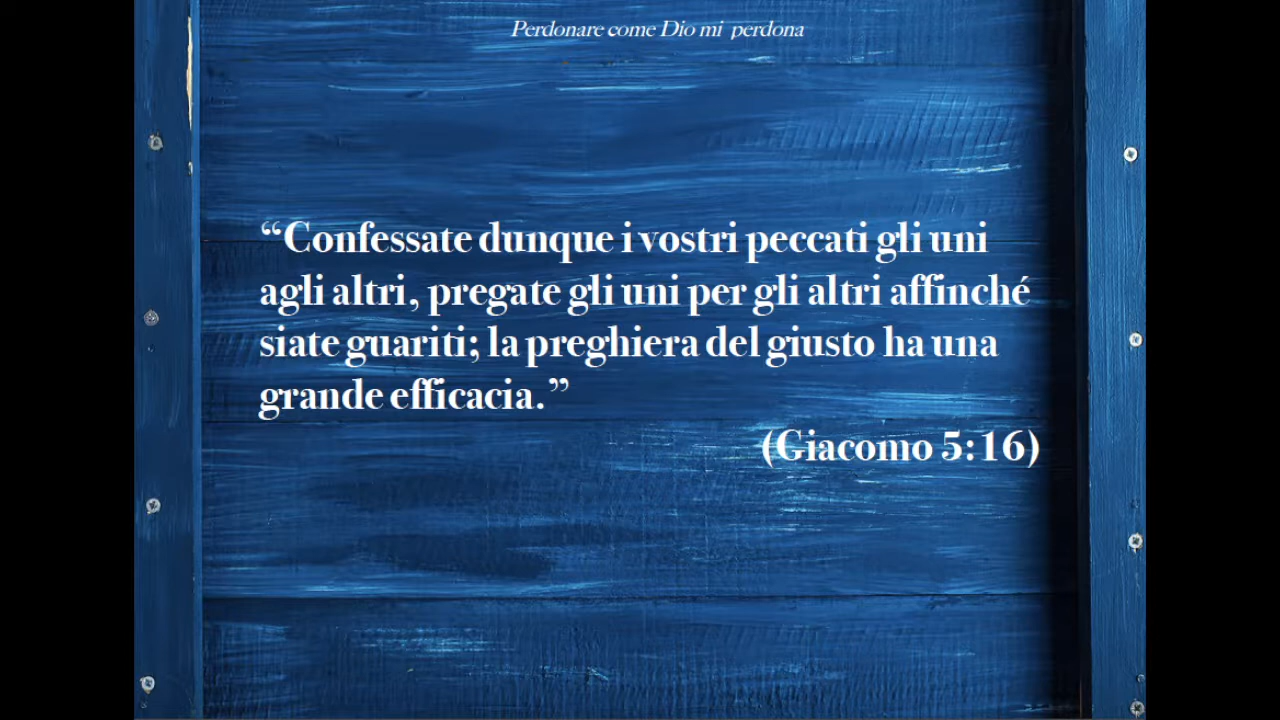 Perdonare come Dio mi perdona
“Confessate dunque i vostri peccati gli uni
agli altri, pregate gli uni per gli altri affinché
siate guariti; la preghiera del giusto ha una
grande efficacia.”
(Giacomo 5:16)